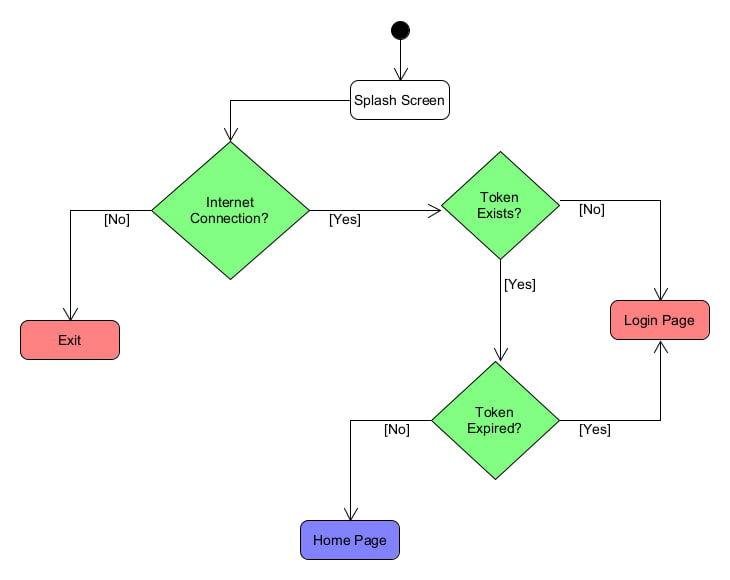 Splash Screen
Internet
Connection?
[No]
[Yes]
Token
Exists?
[No]
[Yes]
Exit
Login Page
Token
Expired?
[No]
[Yes]
Home Page